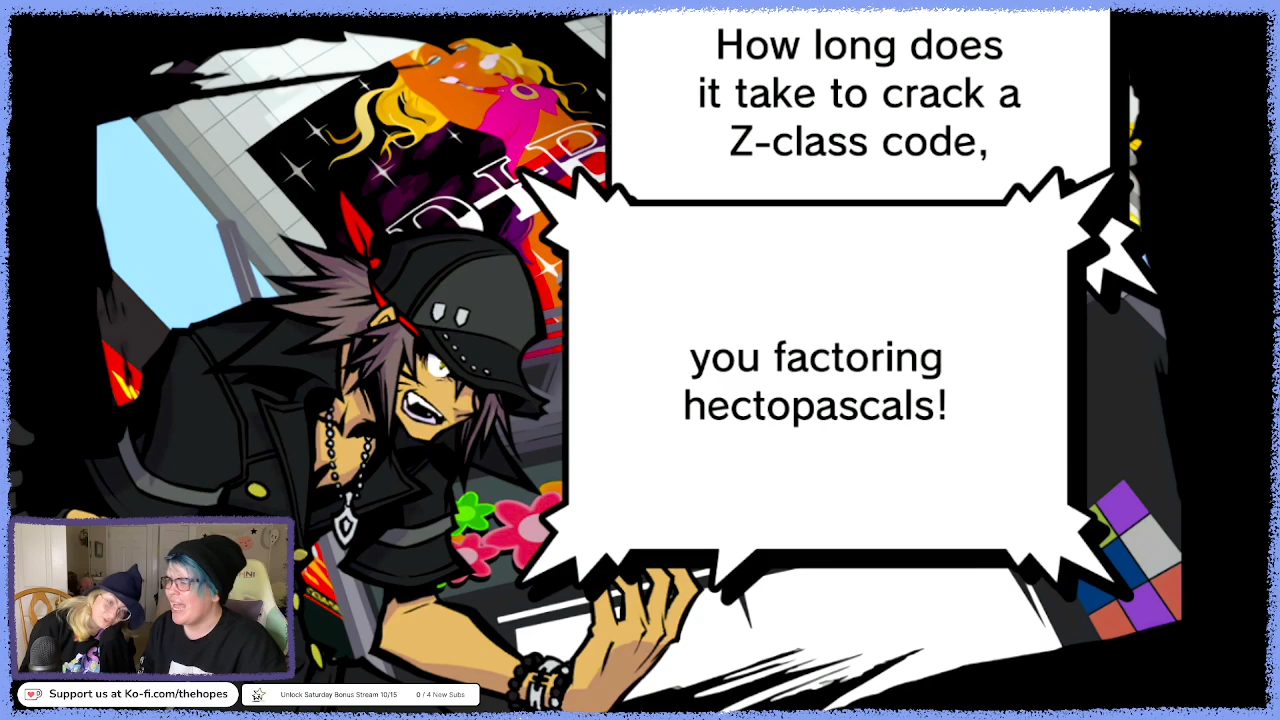 How long does
it take to crack a
Z-class code,
you factoring
hectopascals!
Support us at Ko-fi.com/thehopes
Unlock Saturday Bonus Stream 10/15
0 / 4 New Subs